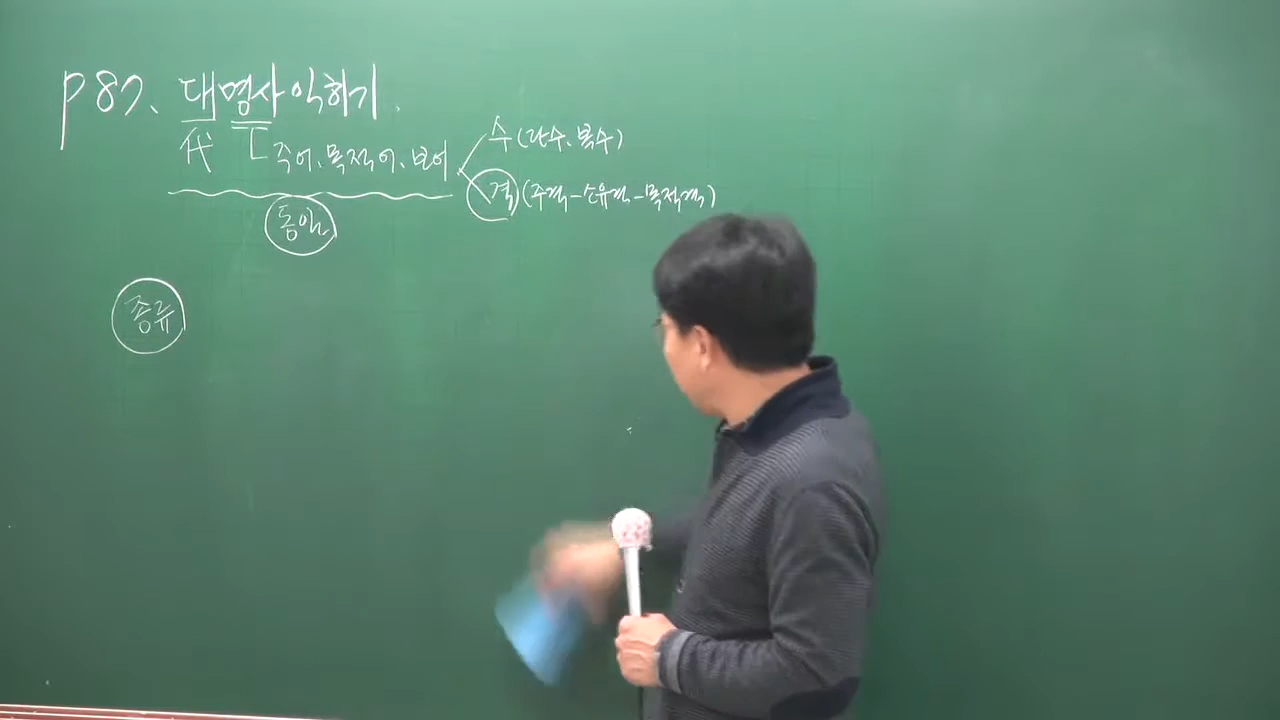 p 87. 대명사 익히기.
代 주어. 목적어. 보어
수 (단수. 복수)
격 (주격-소유격-목적격)
동일
종류